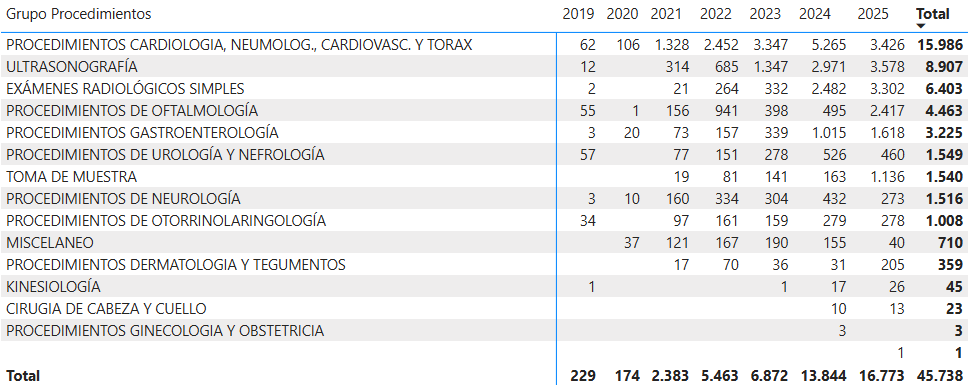 Grupo Procedimientos 2019 2020 2021 2022 2023 2024 2025 Total
PROCEDIMIENTOS CARDIOLOGIA, NEUMOLOG., CARDIOVASC. Y TORAX 62 106 1.328 2.452 3.347 5.265 3.426 15.986
ULTRASONOGRAFÍA 12 314 685 1.347 2.971 3.578 8.907
EXÁMENES RADIOLÓGICOS SIMPLES 2 21 264 332 2.482 3.302 6.403
PROCEDIMIENTOS DE OFTALMOLOGÍA 55 1 156 941 398 495 2.417 4.463
PROCEDIMIENTOS GASTROENTEROLOGÍA 3 20 73 157 339 1.015 1.618 3.225
PROCEDIMIENTOS DE UROLOGÍA Y NEFROLOGÍA 57 77 151 278 526 460 1.549
TOMA DE MUESTRA 19 81 141 163 1.136 1.540
PROCEDIMIENTOS DE NEUROLOGÍA 3 10 160 334 304 432 273 1.516
PROCEDIMIENTOS DE OTORRINOLARINGOLOGÍA 34 97 161 159 279 278 1.008
MISCELANEO 37 121 167 190 155 40 710
PROCEDIMIENTOS DERMATOLOGIA Y TEGUMENTOS 17 70 36 31 205 359
KINESIOLOGÍA 1 1 17 26 45
CIRUGIA DE CABEZA Y CUELLO 10 13 23
PROCEDIMIENTOS GINECOLOGIA Y OBSTETRICIA 3 3
1 1
Total 229 174 2.383 5.463 6.872 13.844 16.773 45.738